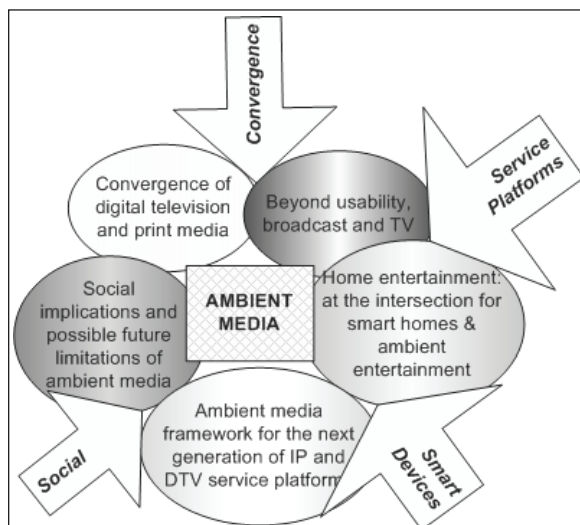 Convergence
Service
Platforms
Convergence of
digital television
and print media
Beyond usability,
broadcast and TV
Social
implications and
possible future
limitations of
ambient media
AMBIENT
MEDIA
Home entertainment:
at the intersection for
smart homes &
ambient
entertainment
Ambient media
framework for the next
generation of IP and
DTV service platform
Social
Smart
Devices